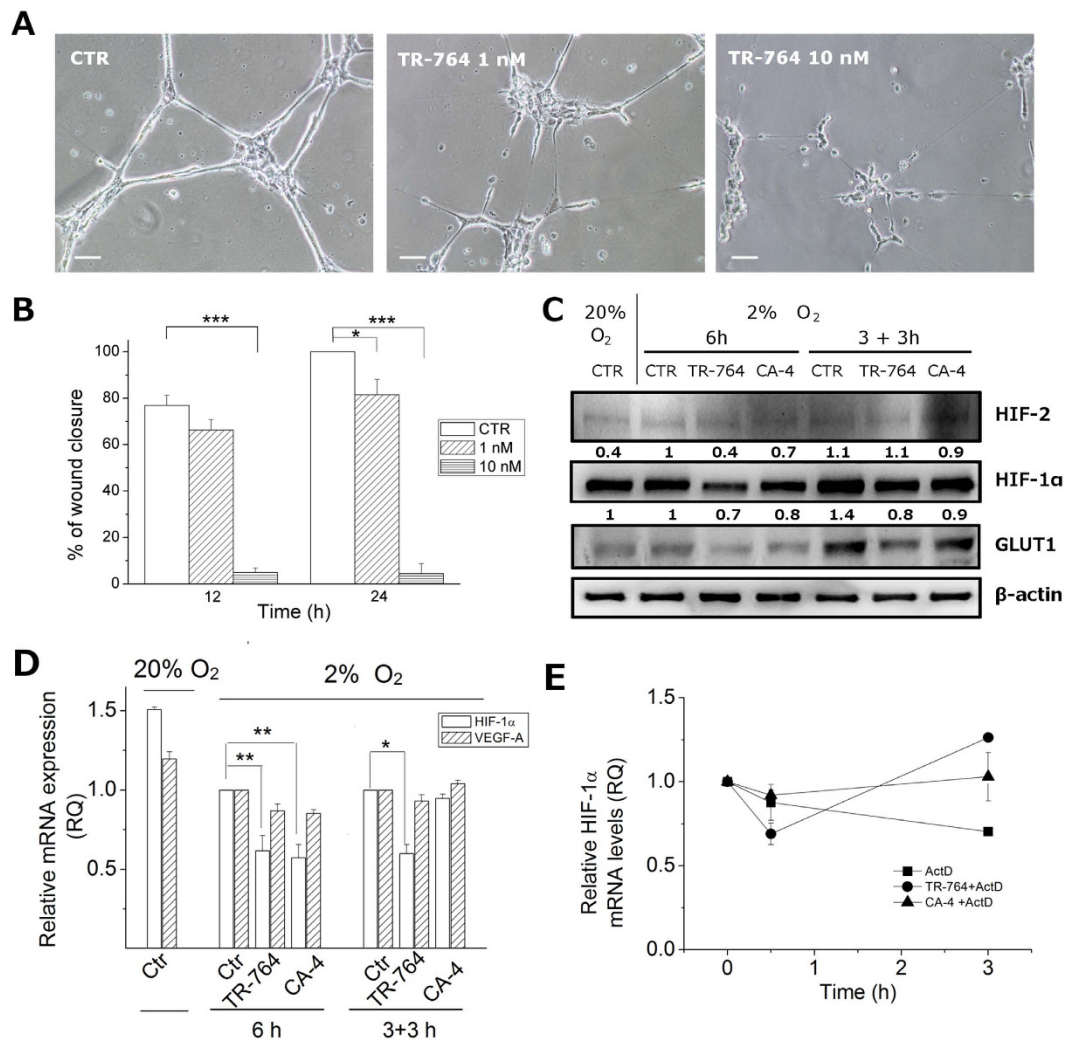 A
CTR
TR-764 1 nM
TR-764 10 nM
B
% of wound closure
100
80
60
40
20
0
***
***
*
CTR
1 nM
10 nM
12
24
Time (h)
C
20% O₂
2% O₂
6h
3 + 3h
CTR
CTR
TR-764
CA-4
CTR
TR-764
CA-4
HIF-2
0.4 1 0.4 0.7 1.1 1.1 0.9
HIF-1α
1 1 0.7 0.8 1.4 0.8 0.9
GLUT1
β-actin
D
20% O₂
2% O₂
Relative mRNA expression
(RQ)
1.5
1.0
0.5
**
**
*
HIF-1α
VEGF-A
Ctr
Ctr
TR-764
CA-4
Ctr
TR-764
CA-4
6 h
3+3 h
E
Relative HIF-1α
mRNA levels (RQ)
1.5
1.0
0.5
0.0
ActD
TR-764+ActD
CA-4 +ActD
0
1
2
3
Time (h)